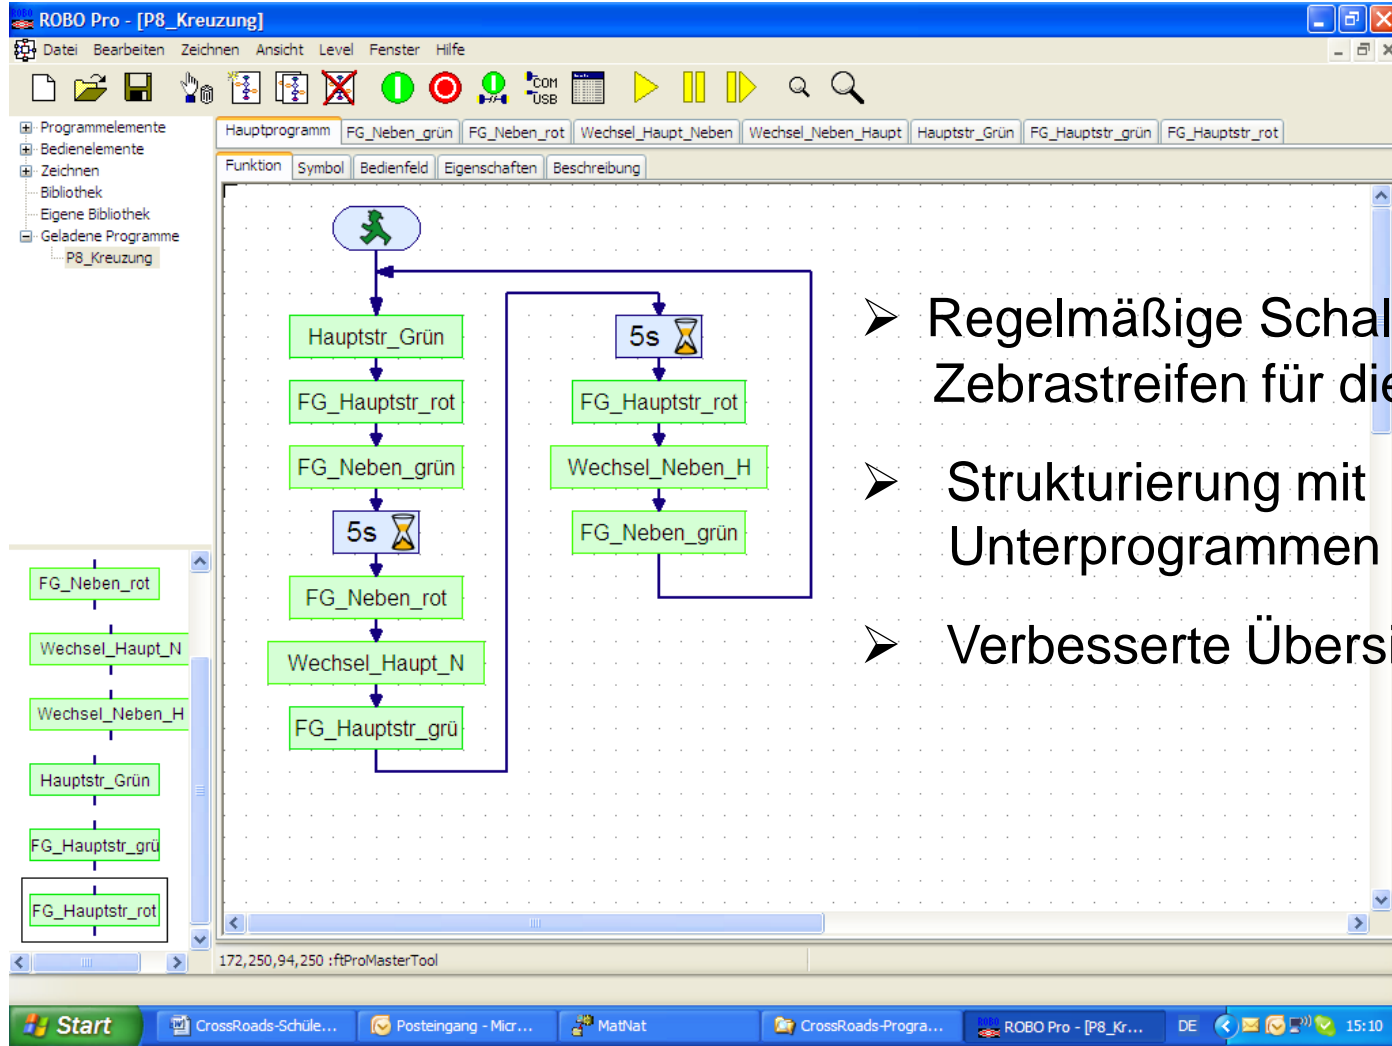 ROBO Pro - [P8_Kreuzung]
Datei Bearbeiten Zeichnen Ansicht Level Fenster Hilfe
COM
USB
Programmelemente
Bedienelemente
Zeichnen
Bibliothek
Eigene Bibliothek
Geladene Programme
P8_Kreuzung
Hauptprogramm FG_Neben_grün FG_Neben_rot Wechsel_Haupt_Neben Wechsel_Neben_Haupt Hauptstr_Grün FG_Hauptstr_grün FG_Hauptstr_rot
Funktion Symbol Bedienfeld Eigenschaften Beschreibung
Hauptstr_Grün
FG_Hauptstr_rot
FG_Neben_grün
5s
FG_Neben_rot
Wechsel_Haupt_N
FG_Hauptstr_grü
5s
FG_Hauptstr_rot
Wechsel_Neben_H
FG_Neben_grün
➢ Regelmäßige Schal
Zebrastreifen für die
➢ Strukturierung mit
Unterprogrammen
➢ Verbesserte Übersi
FG_Neben_rot
Wechsel_Haupt_N
Wechsel_Neben_H
Hauptstr_Grün
FG_Hauptstr_grü
FG_Hauptstr_rot
172,250,94,250 :ftProMasterTool
Start CrossRoads-Schüle... Posteingang - Micr... MatNat CrossRoads-Progra... ROBO Pro - [P8_Kr... DE 15:10